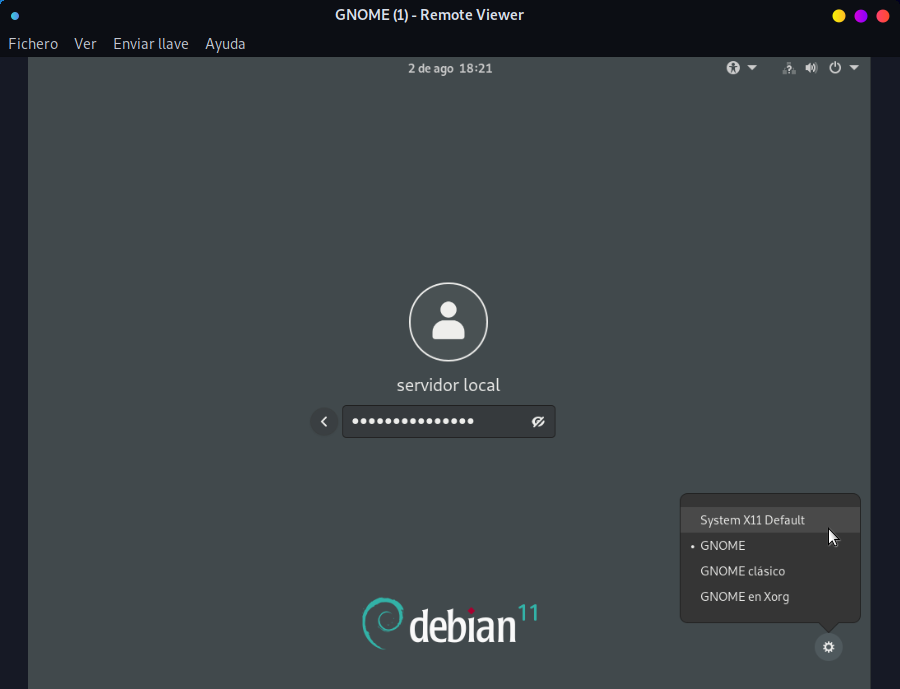 GNOME (1) - Remote Viewer
Fichero Ver Enviar llave Ayuda
2 de ago 18:21
servidor local
System X11 Default
GNOME
GNOME clásico
GNOME en Xorg
debian 11